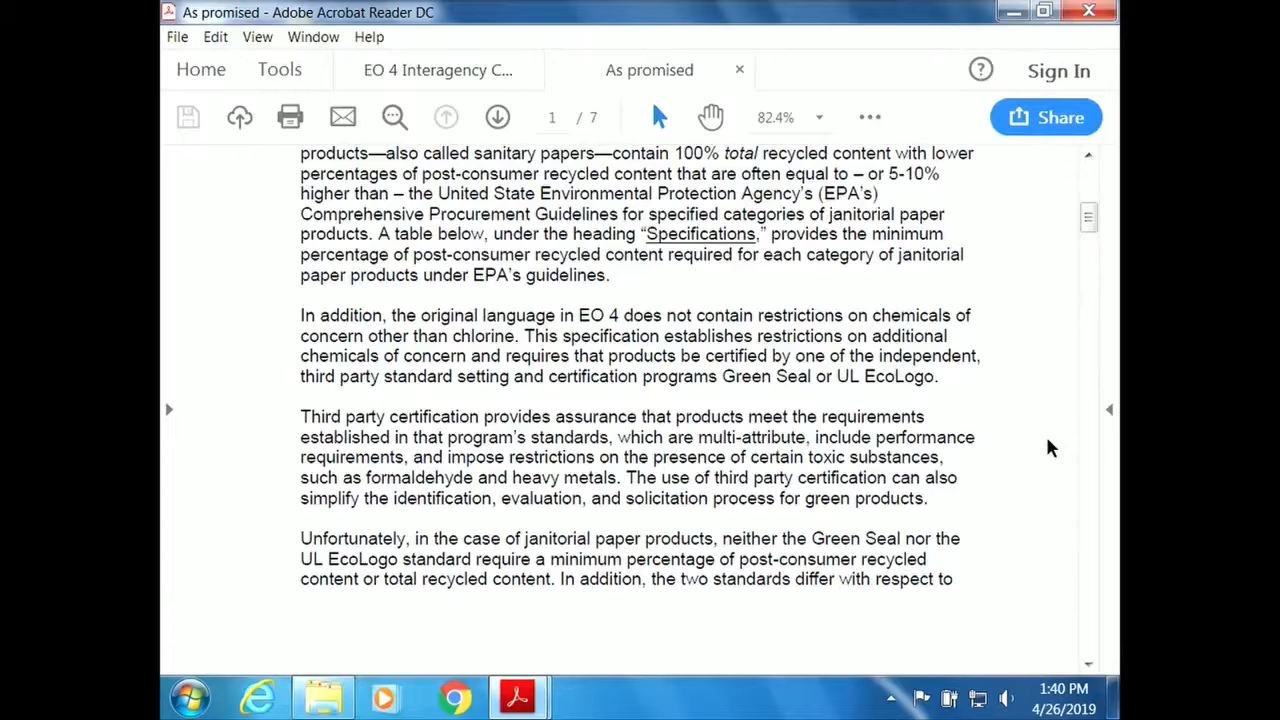 As promised - Adobe Acrobat Reader DC
File Edit View Window Help
Home Tools EO 4 Interagency C... As promised × ? Sign In
1 / 7 82.4% Share
products—also called sanitary papers—contain 100% total recycled content with lower
percentages of post-consumer recycled content that are often equal to – or 5-10%
higher than – the United State Environmental Protection Agency's (EPA's)
Comprehensive Procurement Guidelines for specified categories of janitorial paper
products. A table below, under the heading “Specifications,” provides the minimum
percentage of post-consumer recycled content required for each category of janitorial
paper products under EPA's guidelines.
In addition, the original language in EO 4 does not contain restrictions on chemicals of
concern other than chlorine. This specification establishes restrictions on additional
chemicals of concern and requires that products be certified by one of the independent,
third party standard setting and certification programs Green Seal or UL EcoLogo.
Third party certification provides assurance that products meet the requirements
established in that program's standards, which are multi-attribute, include performance
requirements, and impose restrictions on the presence of certain toxic substances,
such as formaldehyde and heavy metals. The use of third party certification can also
simplify the identification, evaluation, and solicitation process for green products.
Unfortunately, in the case of janitorial paper products, neither the Green Seal nor the
UL EcoLogo standard require a minimum percentage of post-consumer recycled
content or total recycled content. In addition, the two standards differ with respect to
1:40 PM
4/26/2019